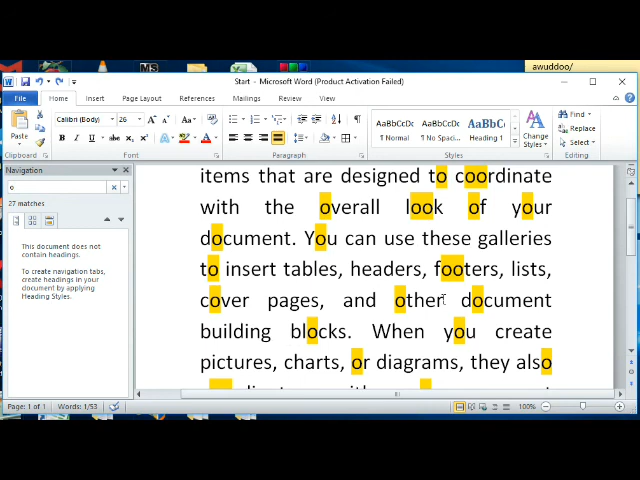 awuddoo/
Start - Microsoft Word (Product Activation Failed)
File Home Insert Page Layout References Mailings Review View
Paste
Calibri (Body) 26
AaBbCcDc AaBbCcDc AaBbC
¶ Normal ¶ No Spaci... Heading 1
Change Styles
Find
Replace
Select
Clipboard Font Paragraph Styles Editing
Navigation
o
27 matches
This document does not
contain headings.
To create navigation tabs,
create headings in your
document by applying
Heading Styles.
items that are designed to coordinate
with the overall look of your
document. You can use these galleries
to insert tables, headers, footers, lists,
cover pages, and other document
building blocks. When you create
pictures, charts, or diagrams, they also
Page: 1 of 1 Words: 1/53 100%